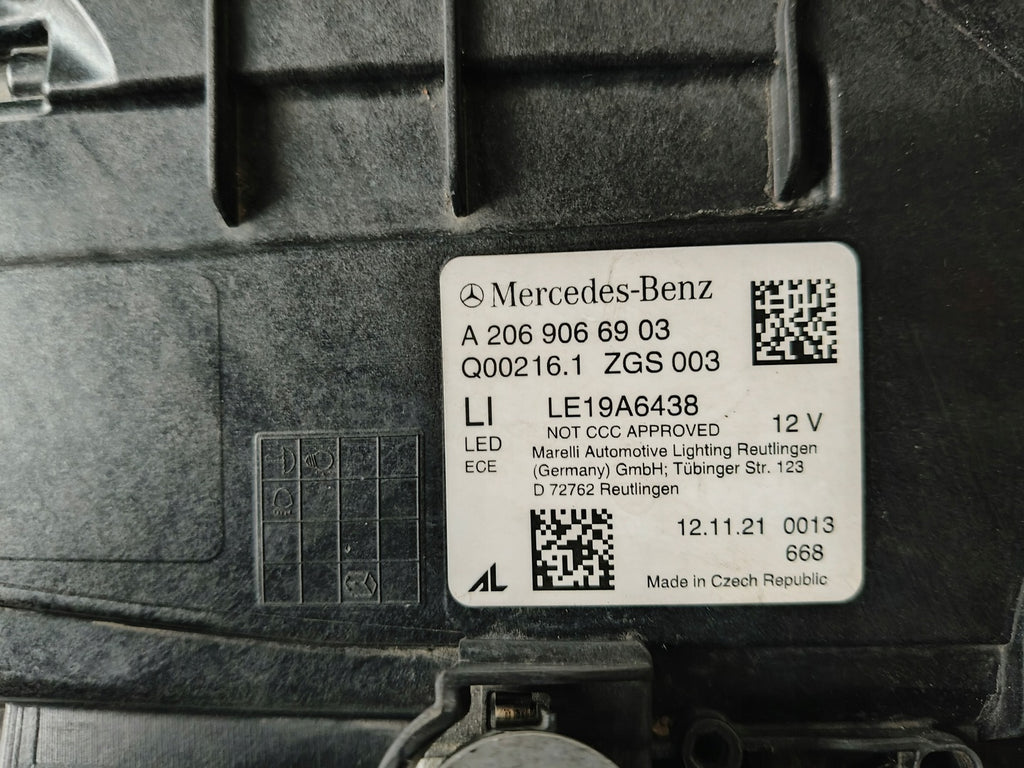 Mercedes-Benz
A 206 906 69 03
Q00216.1 ZGS 003
LI LE19A6438
NOT CCC APPROVED 12 V
LED
ECE
Marelli Automotive Lighting Reutlingen
(Germany) GmbH; Tübinger Str. 123
D 72762 Reutlingen
12.11.21 0013
668
AL
Made in Czech Republic